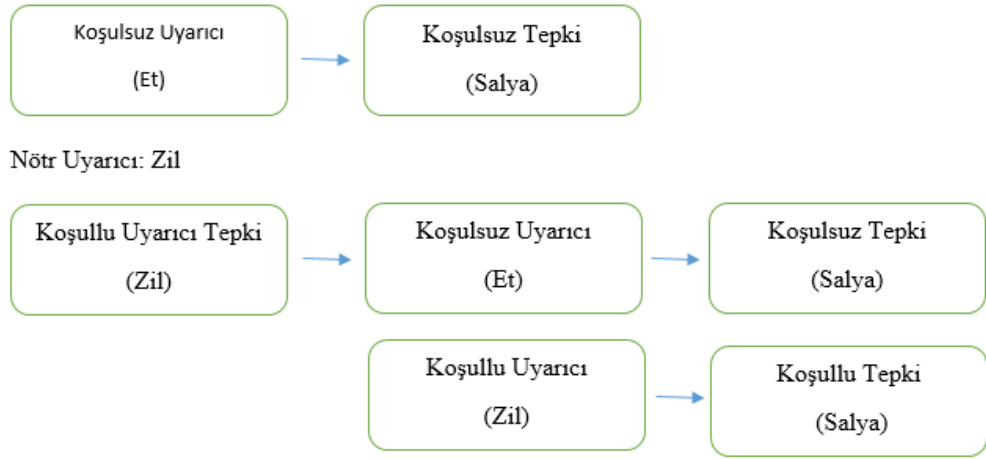 Koşulsuz Uyarıcı
(Et)
Koşulsuz Tepki
(Salya)
Nötr Uyarıcı: Zil
Koşullu Uyarıcı Tepki
(Zil)
Koşulsuz Uyarıcı
(Et)
Koşulsuz Tepki
(Salya)
Koşullu Uyarıcı
(Zil)
Koşullu Tepki
(Salya)